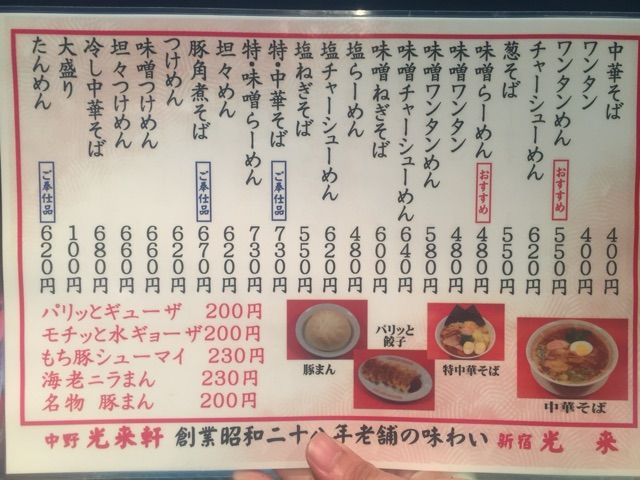 中華そば 400円
ワンタン 400円
ワンタンめん おすすめ 550円
チャーシューめん 620円
葱そば 550円
味噌らーめん おすすめ 480円
味噌ワンタン 480円
味噌ワンタンめん 580円
味噌チャーシューめん 640円
味噌ねぎそば 600円
塩らーめん 480円
塩チャーシューめん 620円
塩ねぎそば 550円
特・中華そば ご奉仕品 730円
特・味噌らーめん 730円
坦々めん 620円
豚角煮そば ご奉仕品 670円
つけめん 620円
味噌つけめん 660円
坦々つけめん 660円
冷し中華そば 680円
大盛り 100円
たんめん ご奉仕品 620円
パリッとギューザ 200円
モチッと水ギョーザ200円
もち豚シューマイ 230円
海老ニラまん 230円
名物 豚まん 200円
豚まん
パリッと
餃子
特中華そば
中華そば
中野 光来軒 創業昭和二十八年老舗の味わい 新宿 光来